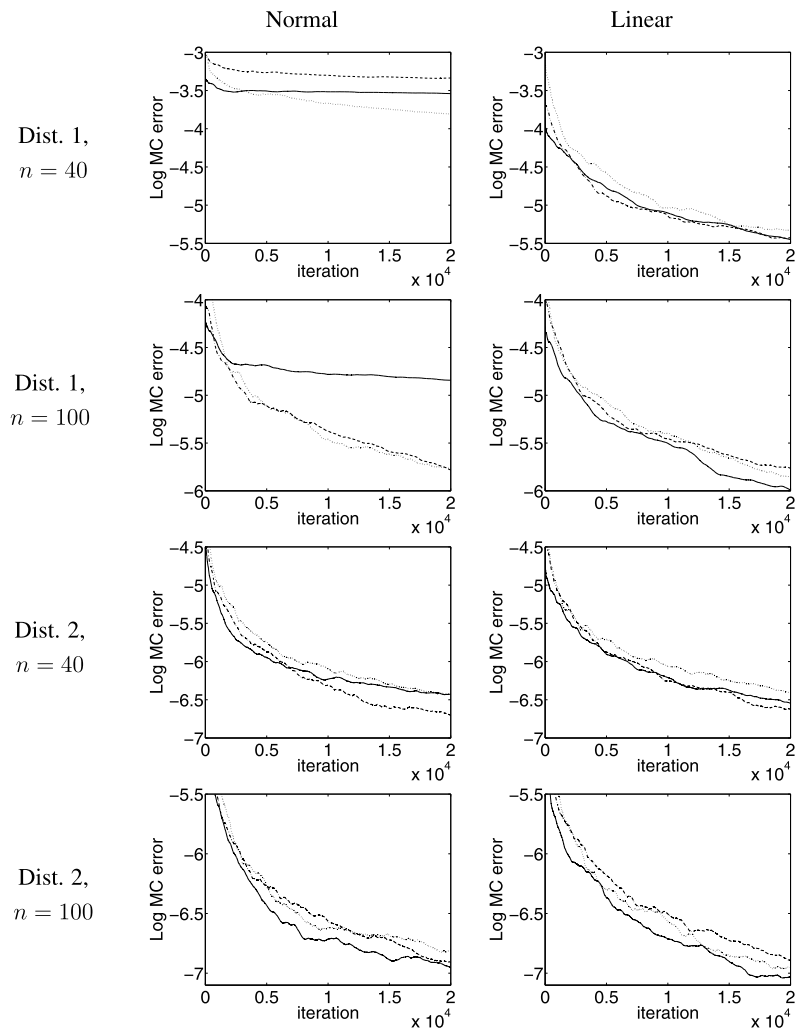 Normal Linear
Dist. 1,
n = 40
Log MC error
−3
−3.5
−4
−4.5
−5
−5.5
0 0.5 1 1.5 2
iteration
x 10^4
Log MC error
−3
−3.5
−4
−4.5
−5
−5.5
0 0.5 1 1.5 2
iteration
x 10^4
Dist. 1,
n = 100
Log MC error
−4
−4.5
−5
−5.5
−6
0 0.5 1 1.5 2
iteration
x 10^4
Log MC error
−4
−4.5
−5
−5.5
−6
0 0.5 1 1.5 2
iteration
x 10^4
Dist. 2,
n = 40
Log MC error
−4.5
−5
−5.5
−6
−6.5
−7
0 0.5 1 1.5 2
iteration
x 10^4
Log MC error
−4.5
−5
−5.5
−6
−6.5
−7
0 0.5 1 1.5 2
iteration
x 10^4
Dist. 2,
n = 100
Log MC error
−5.5
−6
−6.5
−7
0 0.5 1 1.5 2
iteration
x 10^4
Log MC error
−5.5
−6
−6.5
−7
0 0.5 1 1.5 2
iteration
x 10^4